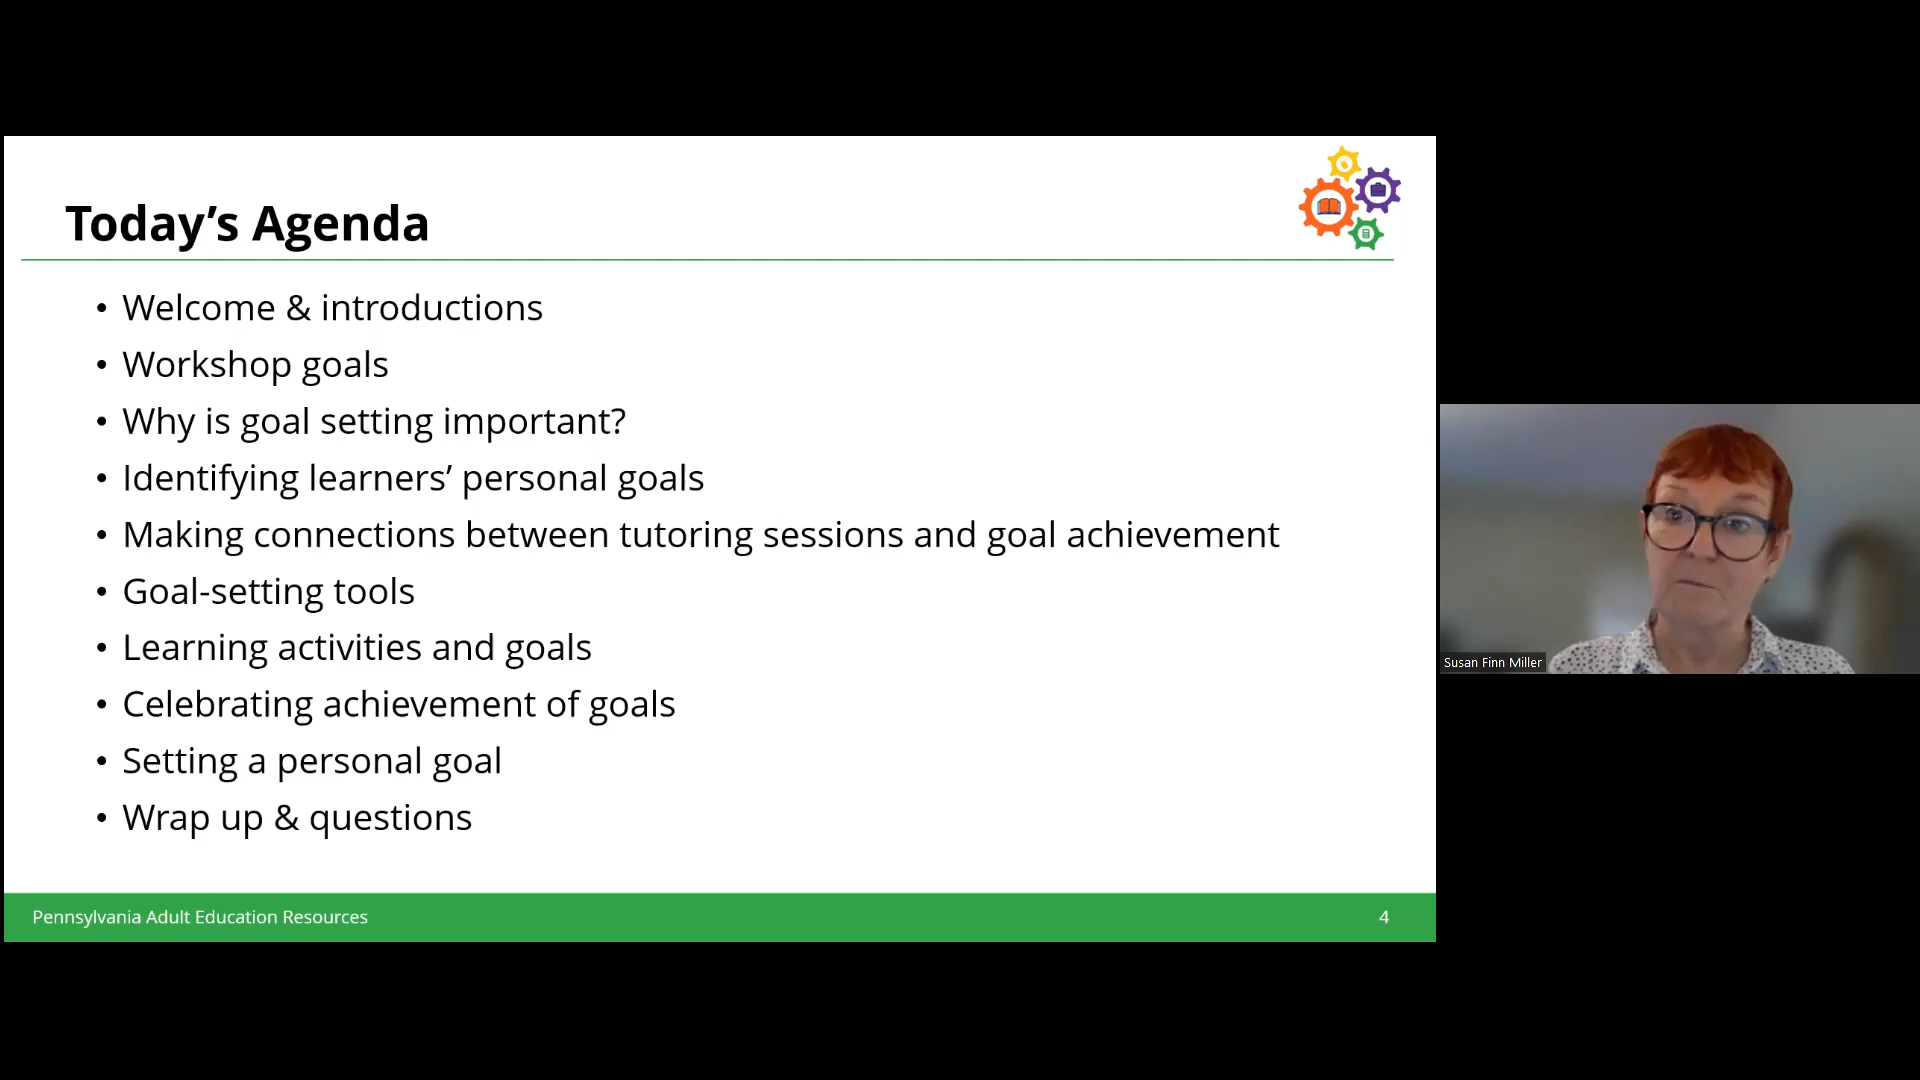 Today’s Agenda
• Welcome & introductions
• Workshop goals
• Why is goal setting important?
• Identifying learners’ personal goals
• Making connections between tutoring sessions and goal achievement
• Goal-setting tools
• Learning activities and goals
• Celebrating achievement of goals
• Setting a personal goal
• Wrap up & questions
Pennsylvania Adult Education Resources
4
Susan Finn Miller